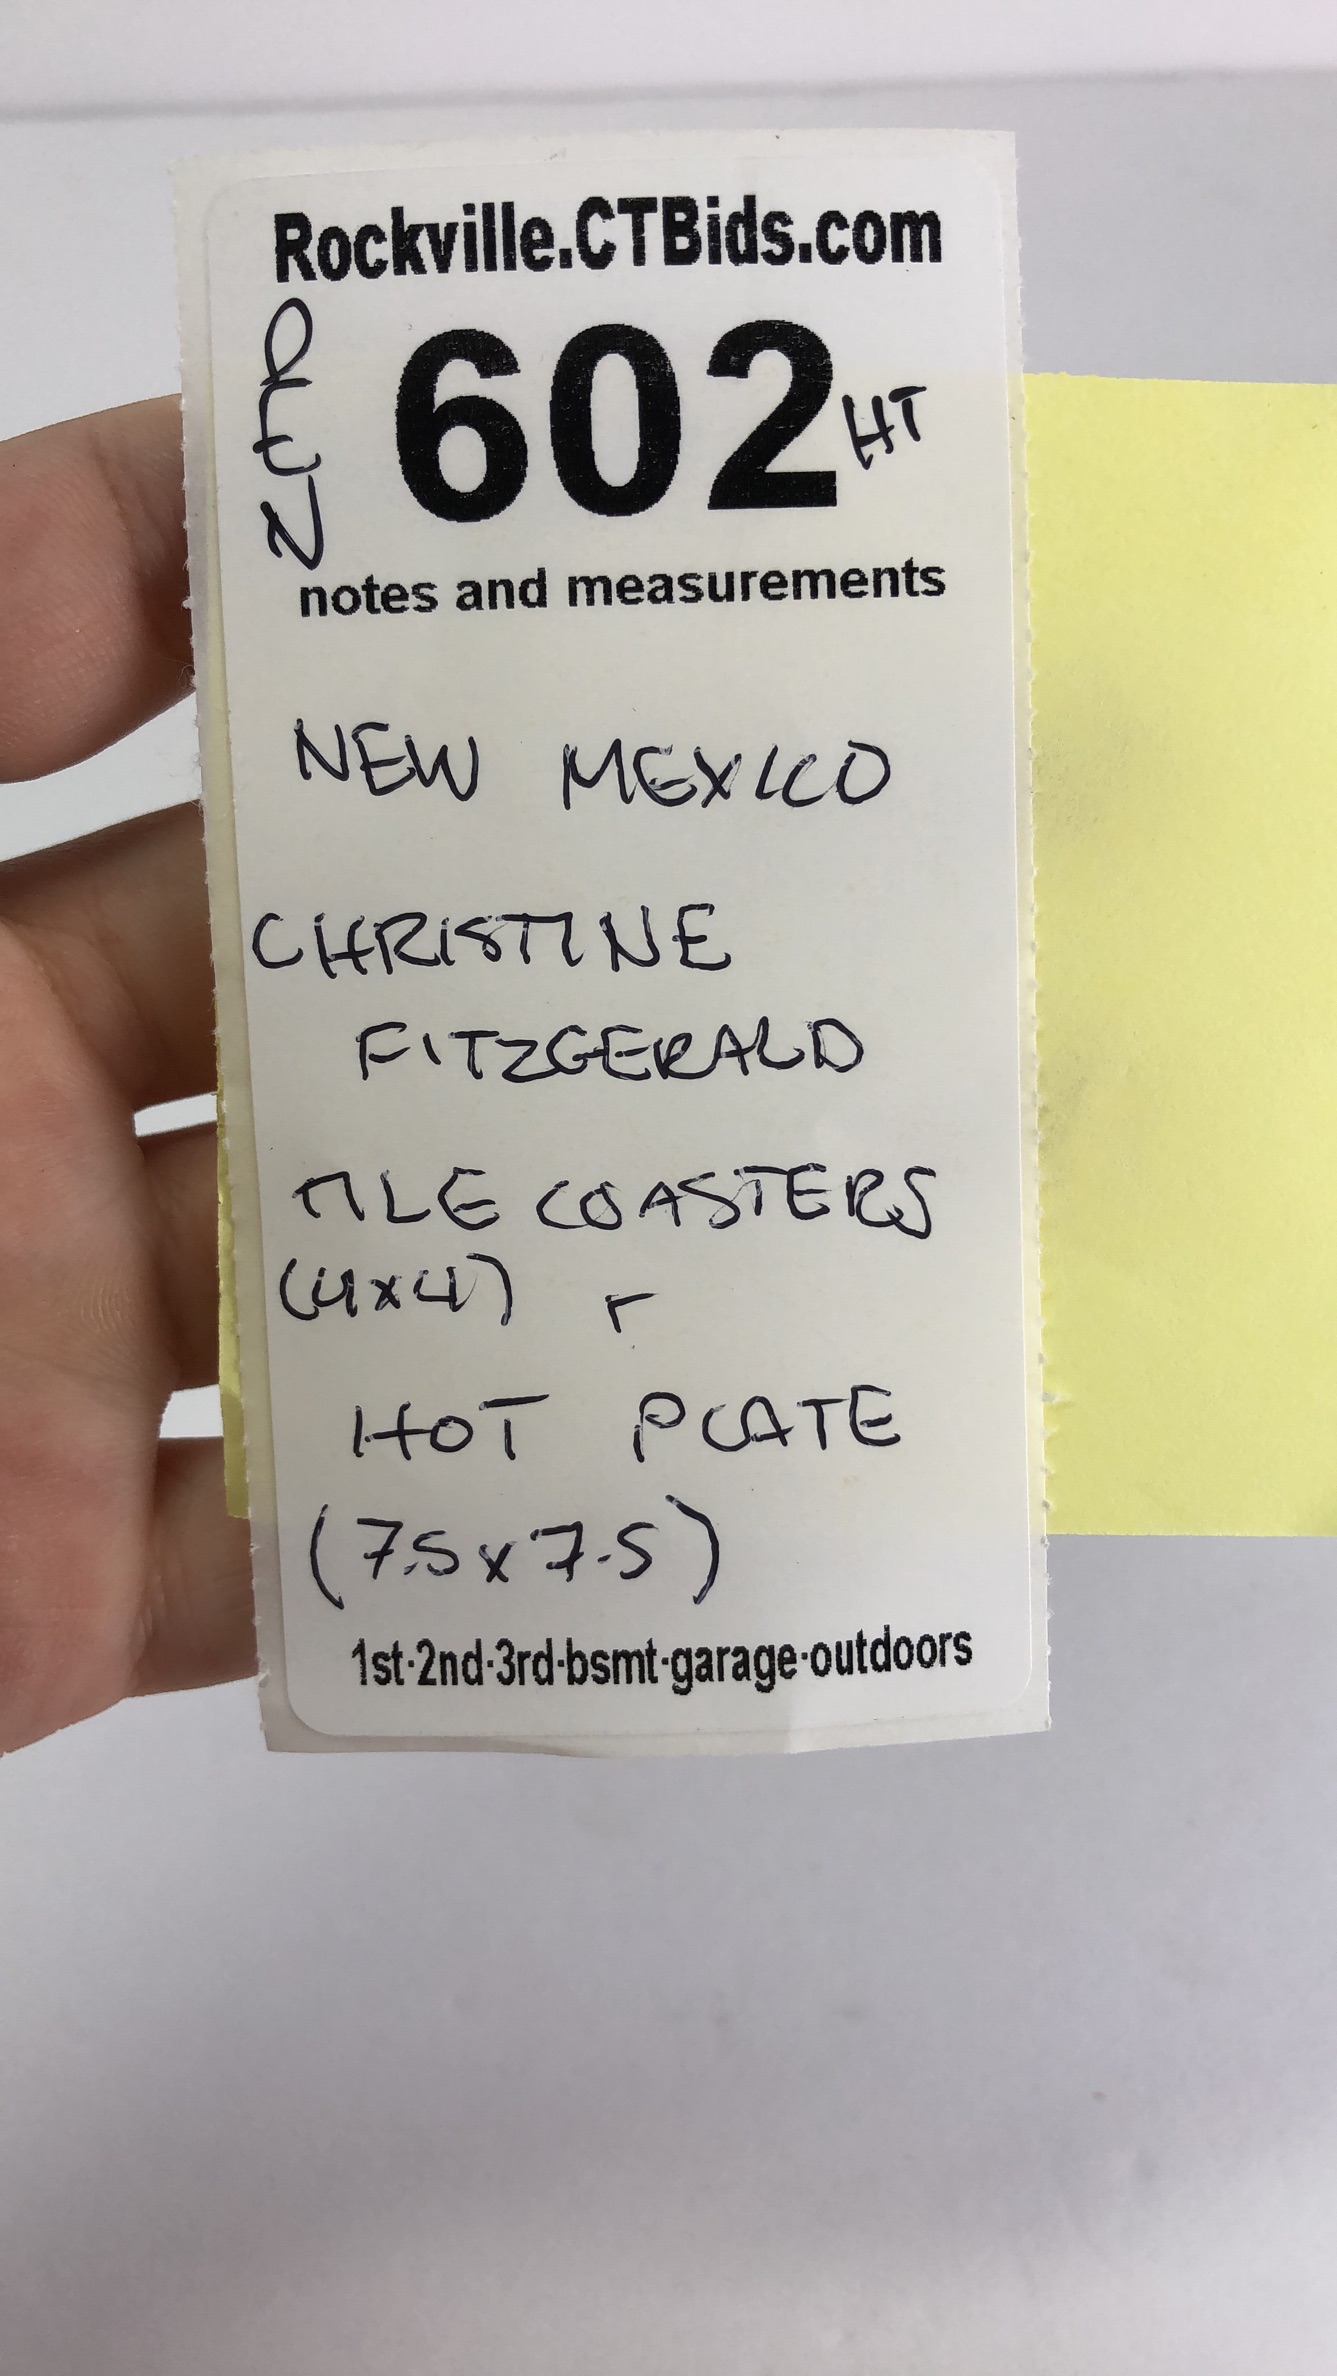 Rockville.CTBids.com
DEN
602 HT
notes and measurements
NEW MEXICO
CHRISTINE
FITZGERALD
TILE COASTERS
(4x4)
HOT PLATE
(7.5x7.5)
1st·2nd·3rd·bsmt·garage·outdoors